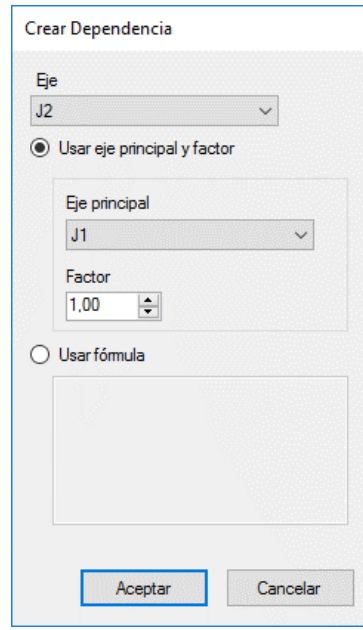 Crear Dependencia
Eje
J2
Usar eje principal y factor
Eje principal
J1
Factor
1,00
Usar fórmula
Aceptar
Cancelar